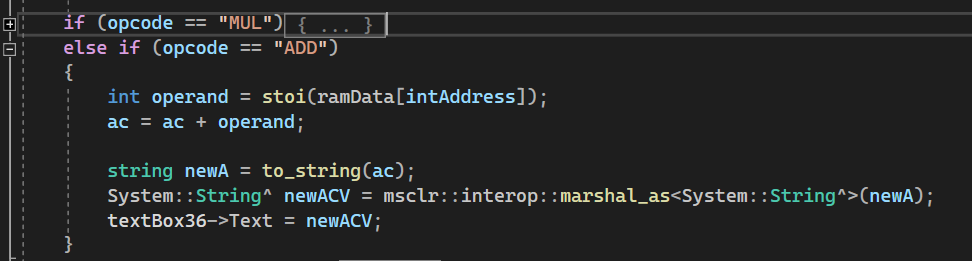 if (opcode == "MUL") { ... }
else if (opcode == "ADD")
{
    int operand = stoi(ramData[intAddress]);
    ac = ac + operand;

    string newA = to_string(ac);
    System::String^ newACV = msclr::interop::marshal_as<System::String^>(newA);
    textBox36->Text = newACV;
}